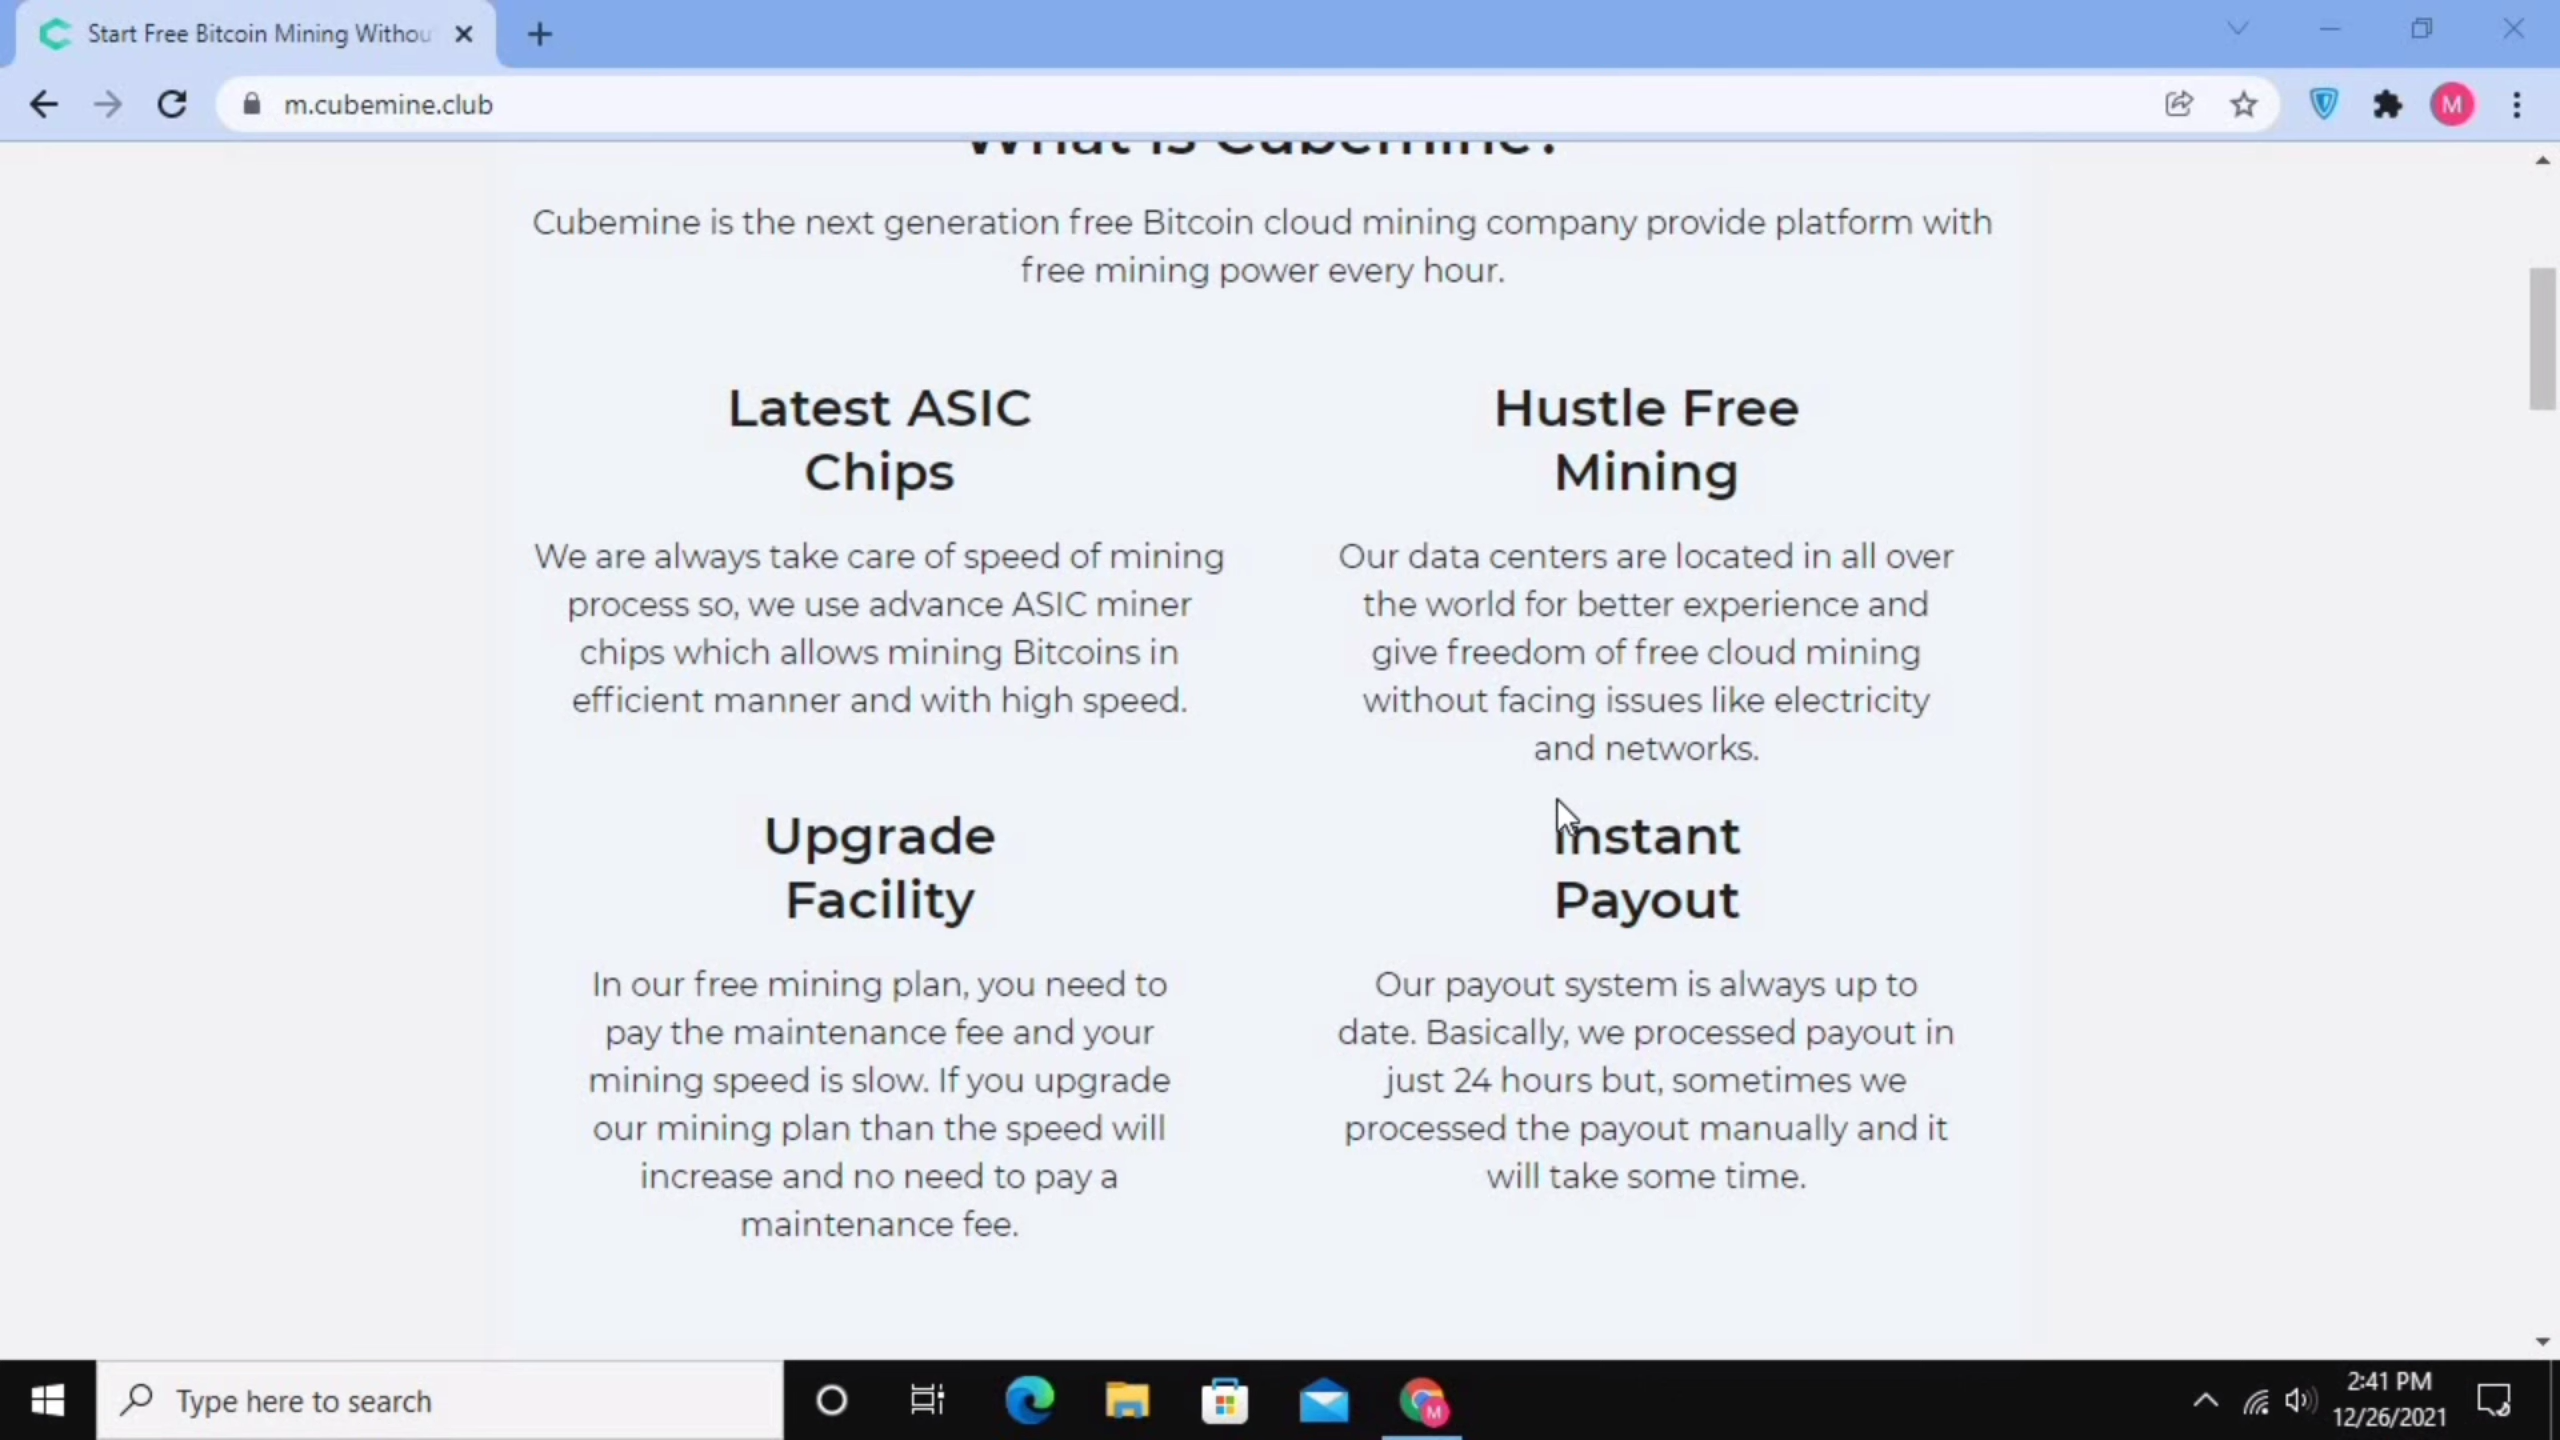 Start Free Bitcoin Mining Withou
m.cubemine.club
M
What is Cubemine?
Cubemine is the next generation free Bitcoin cloud mining company provide platform with
free mining power every hour.
Latest ASIC
Chips
We are always take care of speed of mining
process so, we use advance ASIC miner
chips which allows mining Bitcoins in
efficient manner and with high speed.
Hustle Free
Mining
Our data centers are located in all over
the world for better experience and
give freedom of free cloud mining
without facing issues like electricity
and networks.
Upgrade
Facility
In our free mining plan, you need to
pay the maintenance fee and your
mining speed is slow. If you upgrade
our mining plan than the speed will
increase and no need to pay a
maintenance fee.
Instant
Payout
Our payout system is always up to
date. Basically, we processed payout in
just 24 hours but, sometimes we
processed the payout manually and it
will take some time.
Type here to search
M
2:41 PM
12/26/2021